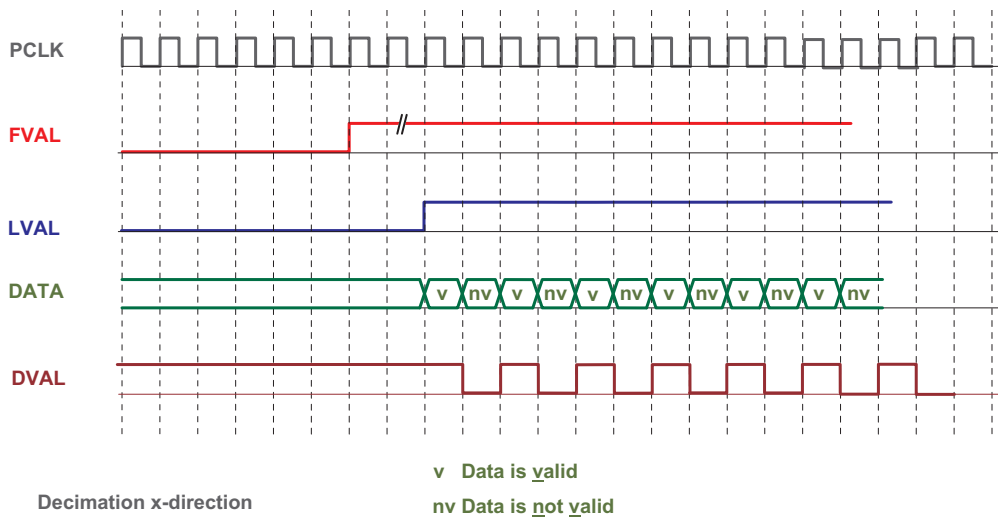 PCLK
FVAL
//
LVAL
DATA
v nv v nv v nv v nv v nv v nv
DVAL
v Data is valid
Decimation x-direction
nv Data is not valid